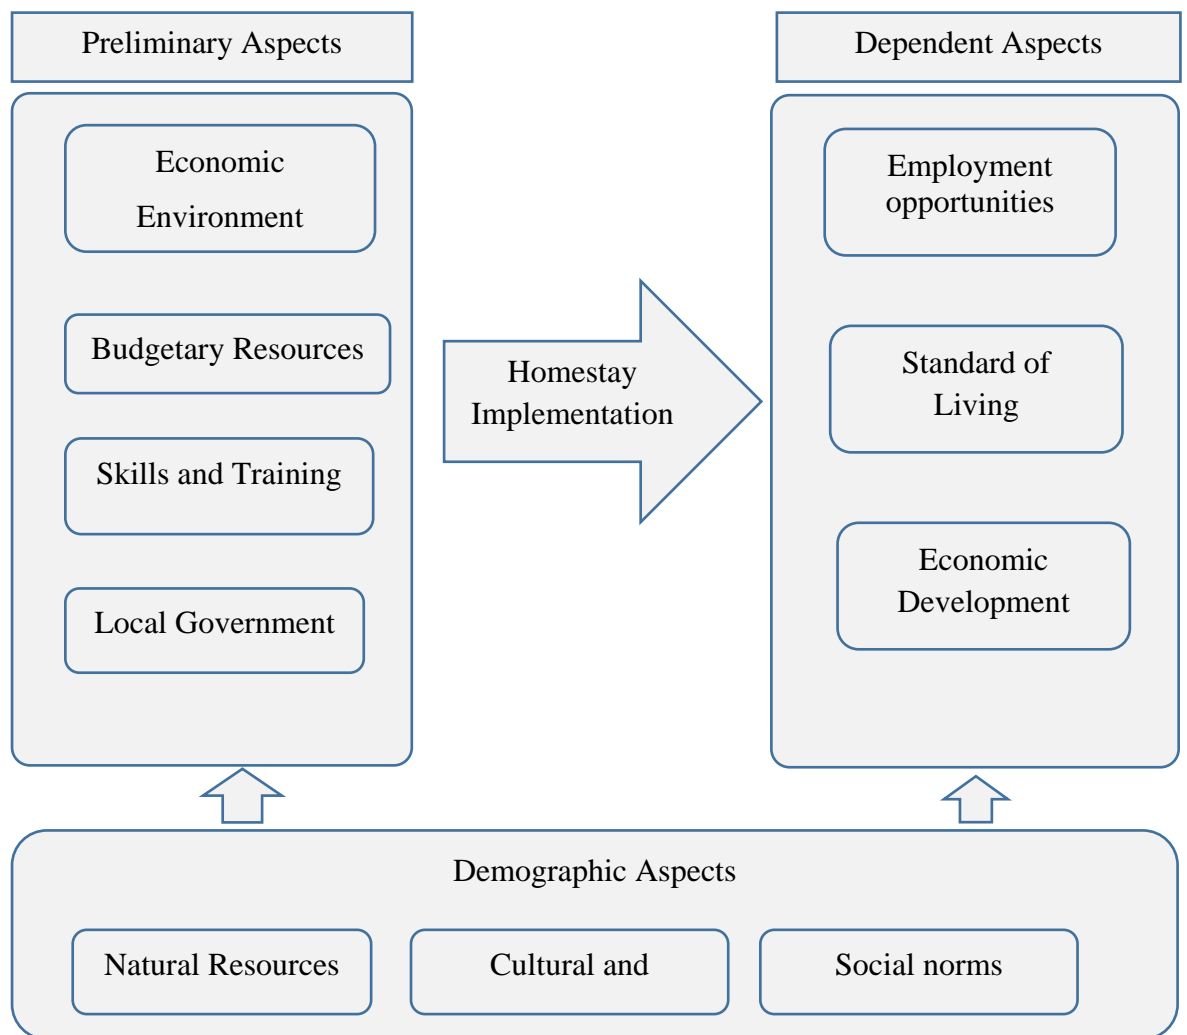 Preliminary Aspects
Dependent Aspects
Economic
Environment
Budgetary Resources
Skills and Training
Local Government
Homestay
Implementation
Employment
opportunities
Standard of
Living
Economic
Development
Demographic Aspects
Natural Resources
Cultural and
Social norms